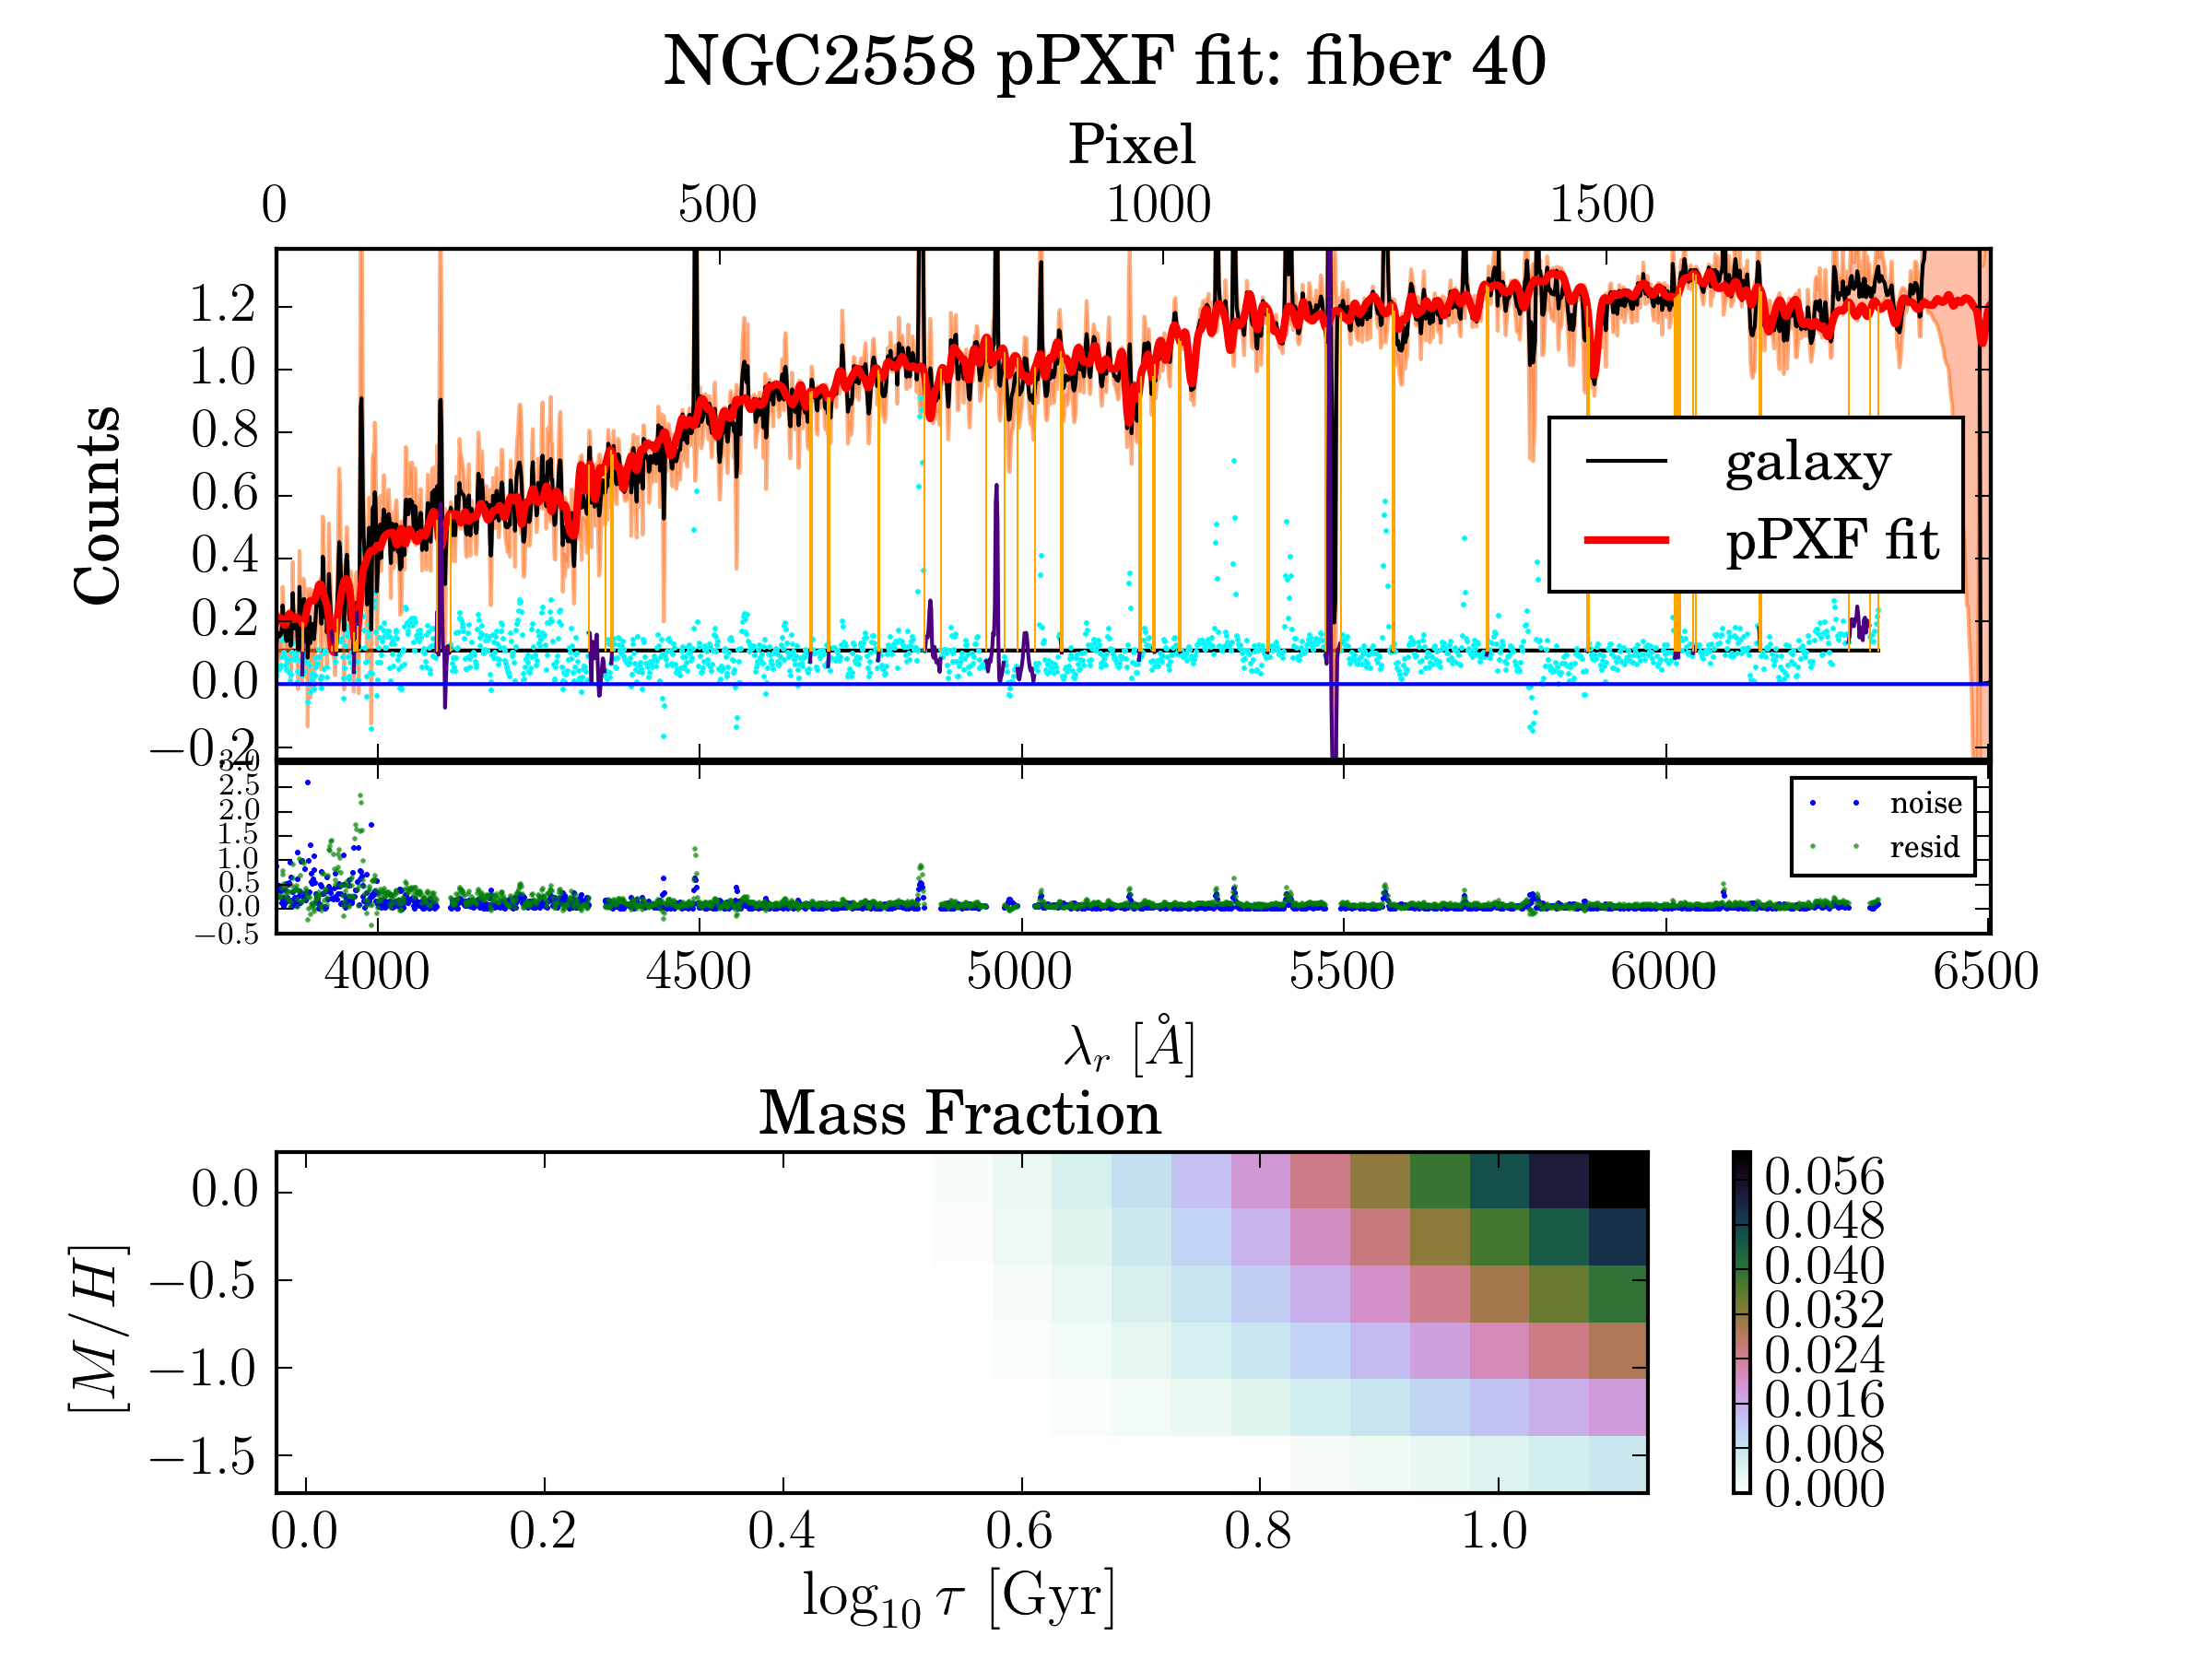 NGC2558 pPXF fit: fiber 40
Pixel
0 500 1000 1500
Counts
1.2
1.0
0.8
0.6
0.4
0.2
0.0
−0.2
galaxy
pPXF fit
3.0
2.5
2.0
1.5
1.0
0.5
0.0
−0.5
noise
resid
4000 4500 5000 5500 6000 6500
λr [Å]
Mass Fraction
[M/H]
0.0
−0.5
−1.0
−1.5
0.0 0.2 0.4 0.6 0.8 1.0
log10 τ [Gyr]
0.056
0.048
0.040
0.032
0.024
0.016
0.008
0.000